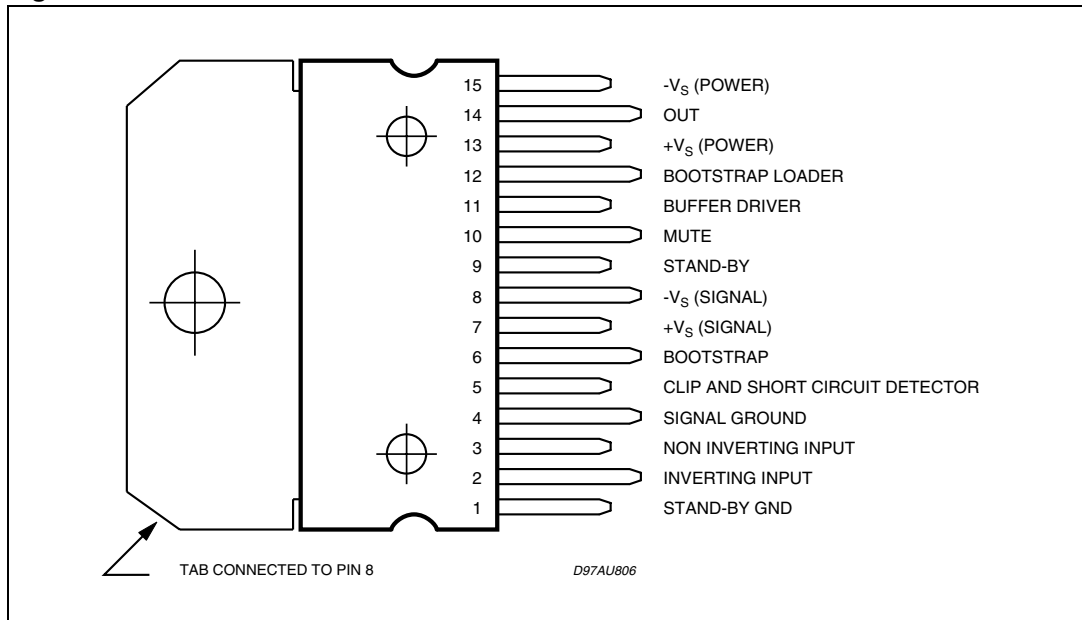 15 -VS (POWER)
14 OUT
13 +VS (POWER)
12 BOOTSTRAP LOADER
11 BUFFER DRIVER
10 MUTE
9 STAND-BY
8 -VS (SIGNAL)
7 +VS (SIGNAL)
6 BOOTSTRAP
5 CLIP AND SHORT CIRCUIT DETECTOR
4 SIGNAL GROUND
3 NON INVERTING INPUT
2 INVERTING INPUT
1 STAND-BY GND
TAB CONNECTED TO PIN 8
D97AU806